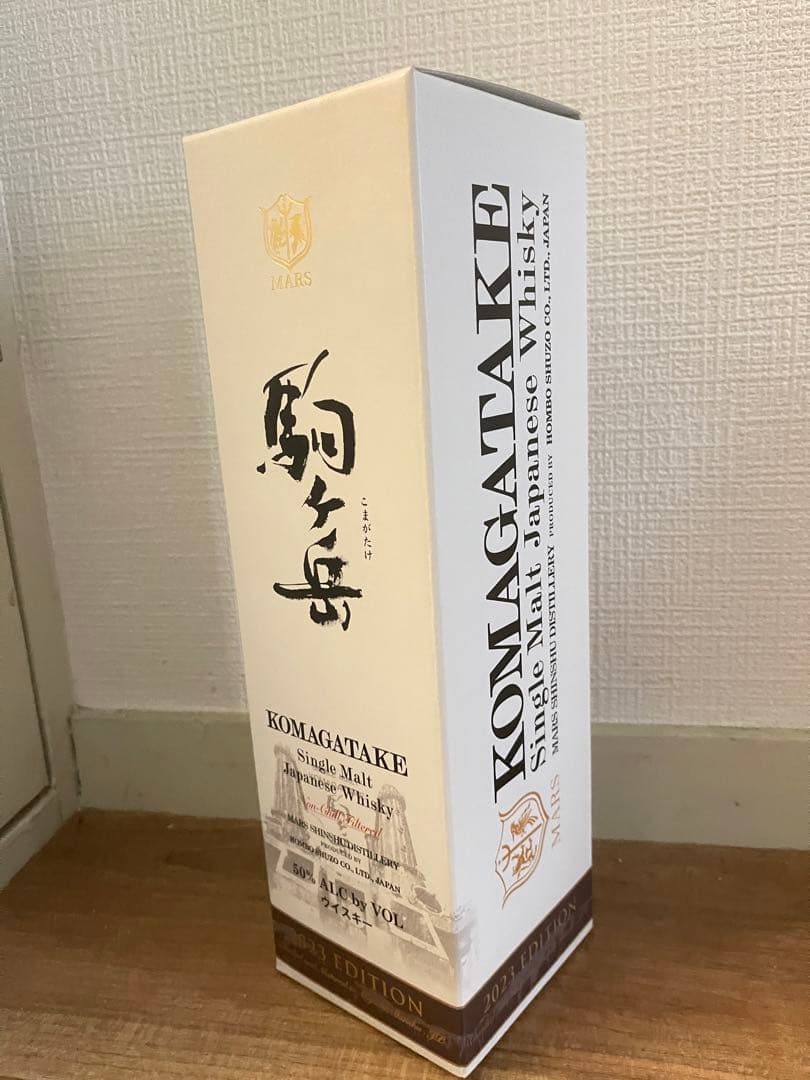 MARS
駒ヶ岳
こまがたけ
KOMAGATAKE
Single Malt
Japanese Whisky
Non-Chill Filtered
MARS SHINSHU DISTILLERY
PRODUCED BY
HOMBO SHUZO CO., LTD., JAPAN
50% ALC by VOL
ウイスキー
2023 EDITION
KOMAGATAKE
Single Malt Japanese Whisky
MARS SHINSHU DISTILLERY PRODUCED BY HOMBO SHUZO CO., LTD., JAPAN
MARS
2023 EDITION